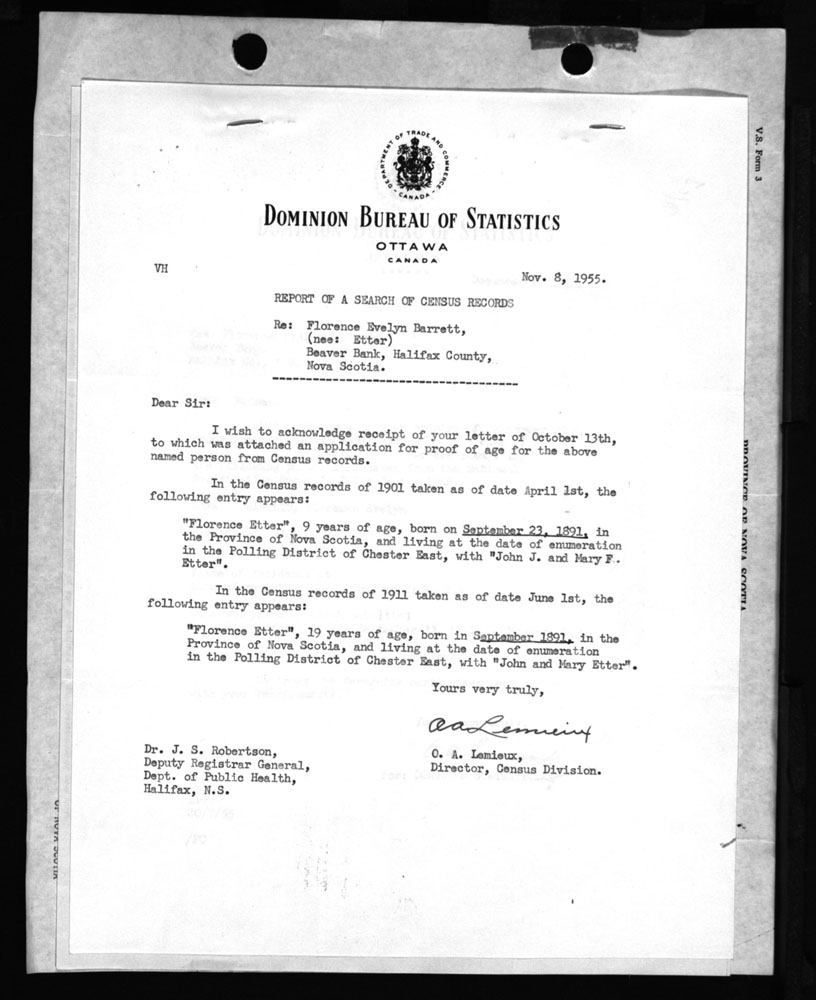 V.S. Form 3
DEPARTMENT OF TRADE AND COMMERCE
CANADA
DOMINION BUREAU OF STATISTICS
OTTAWA
CANADA
VH
Nov. 8, 1955.
REPORT OF A SEARCH OF CENSUS RECORDS
Re: Florence Evelyn Barrett,
(nee: Etter)
Beaver Bank, Halifax County,
Nova Scotia.
Dear Sir:
I wish to acknowledge receipt of your letter of October 13th,
to which was attached an application for proof of age for the above
named person from Census records.
In the Census records of 1901 taken as of date April 1st, the
following entry appears:
"Florence Etter", 9 years of age, born on September 23, 1891, in
the Province of Nova Scotia, and living at the date of enumeration
in the Polling District of Chester East, with "John J. and Mary F.
Etter".
In the Census records of 1911 taken as of date June 1st, the
following entry appears:
"Florence Etter", 19 years of age, born in September 1891, in the
Province of Nova Scotia, and living at the date of enumeration
in the Polling District of Chester East, with "John and Mary Etter".
Yours very truly,
O A Lemieux
O. A. Lemieux,
Director, Census Division.
Dr. J. S. Robertson,
Deputy Registrar General,
Dept. of Public Health,
Halifax, N.S.
PROVINCE OF NOVA SCOTIA